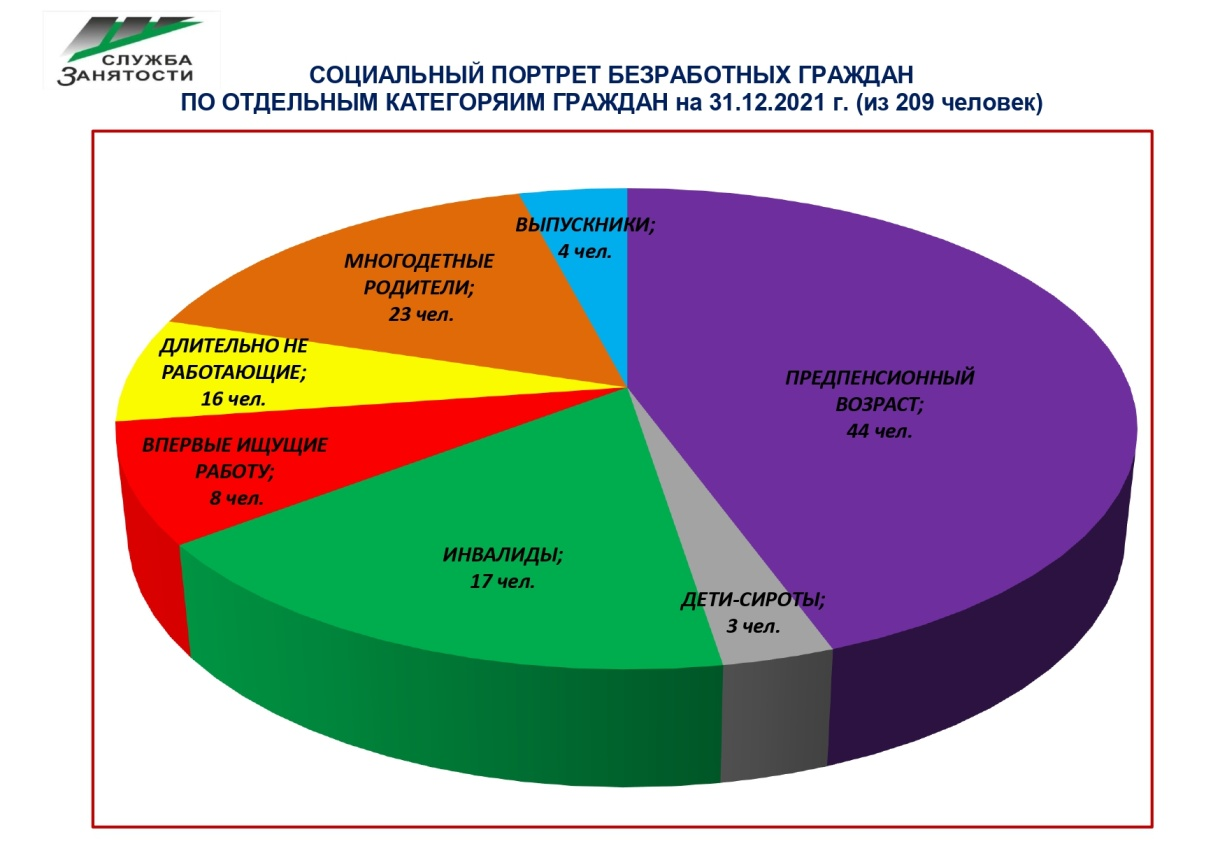 СЛУЖБА
ЗАНЯТОСТИ
СОЦИАЛЬНЫЙ ПОРТРЕТ БЕЗРАБОТНЫХ ГРАЖДАН
ПО ОТДЕЛЬНЫМ КАТЕГОРЯИМ ГРАЖДАН на 31.12.2021 г. (из 209 человек)
ВЫПУСКНИКИ;
4 чел.
МНОГОДЕТНЫЕ
РОДИТЕЛИ;
23 чел.
ДЛИТЕЛЬНО НЕ
РАБОТАЮЩИЕ;
16 чел.
ПРЕДПЕНСИОННЫЙ
ВОЗРАСТ;
44 чел.
ВПЕРВЫЕ ИЩУЩИЕ
РАБОТУ;
8 чел.
ИНВАЛИДЫ;
17 чел.
ДЕТИ-СИРОТЫ;
3 чел.